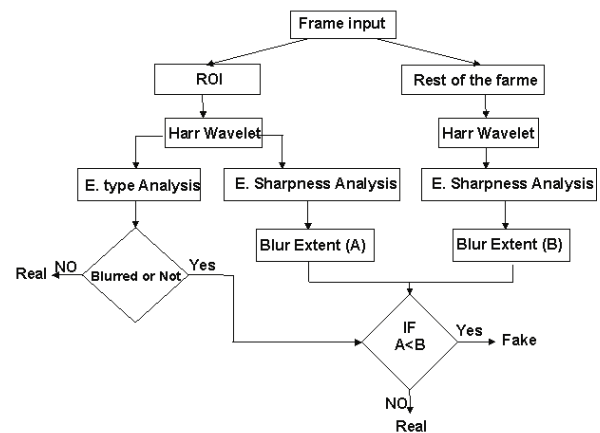 Frame input
ROI
Rest of the farme
Harr Wavelet
Harr Wavelet
E. type Analysis
E. Sharpness Analysis
E. Sharpness Analysis
Blur Extent (A)
Blur Extent (B)
Real
NO
Blurred or Not
Yes
IF
A<B
Yes
Fake
NO
Real